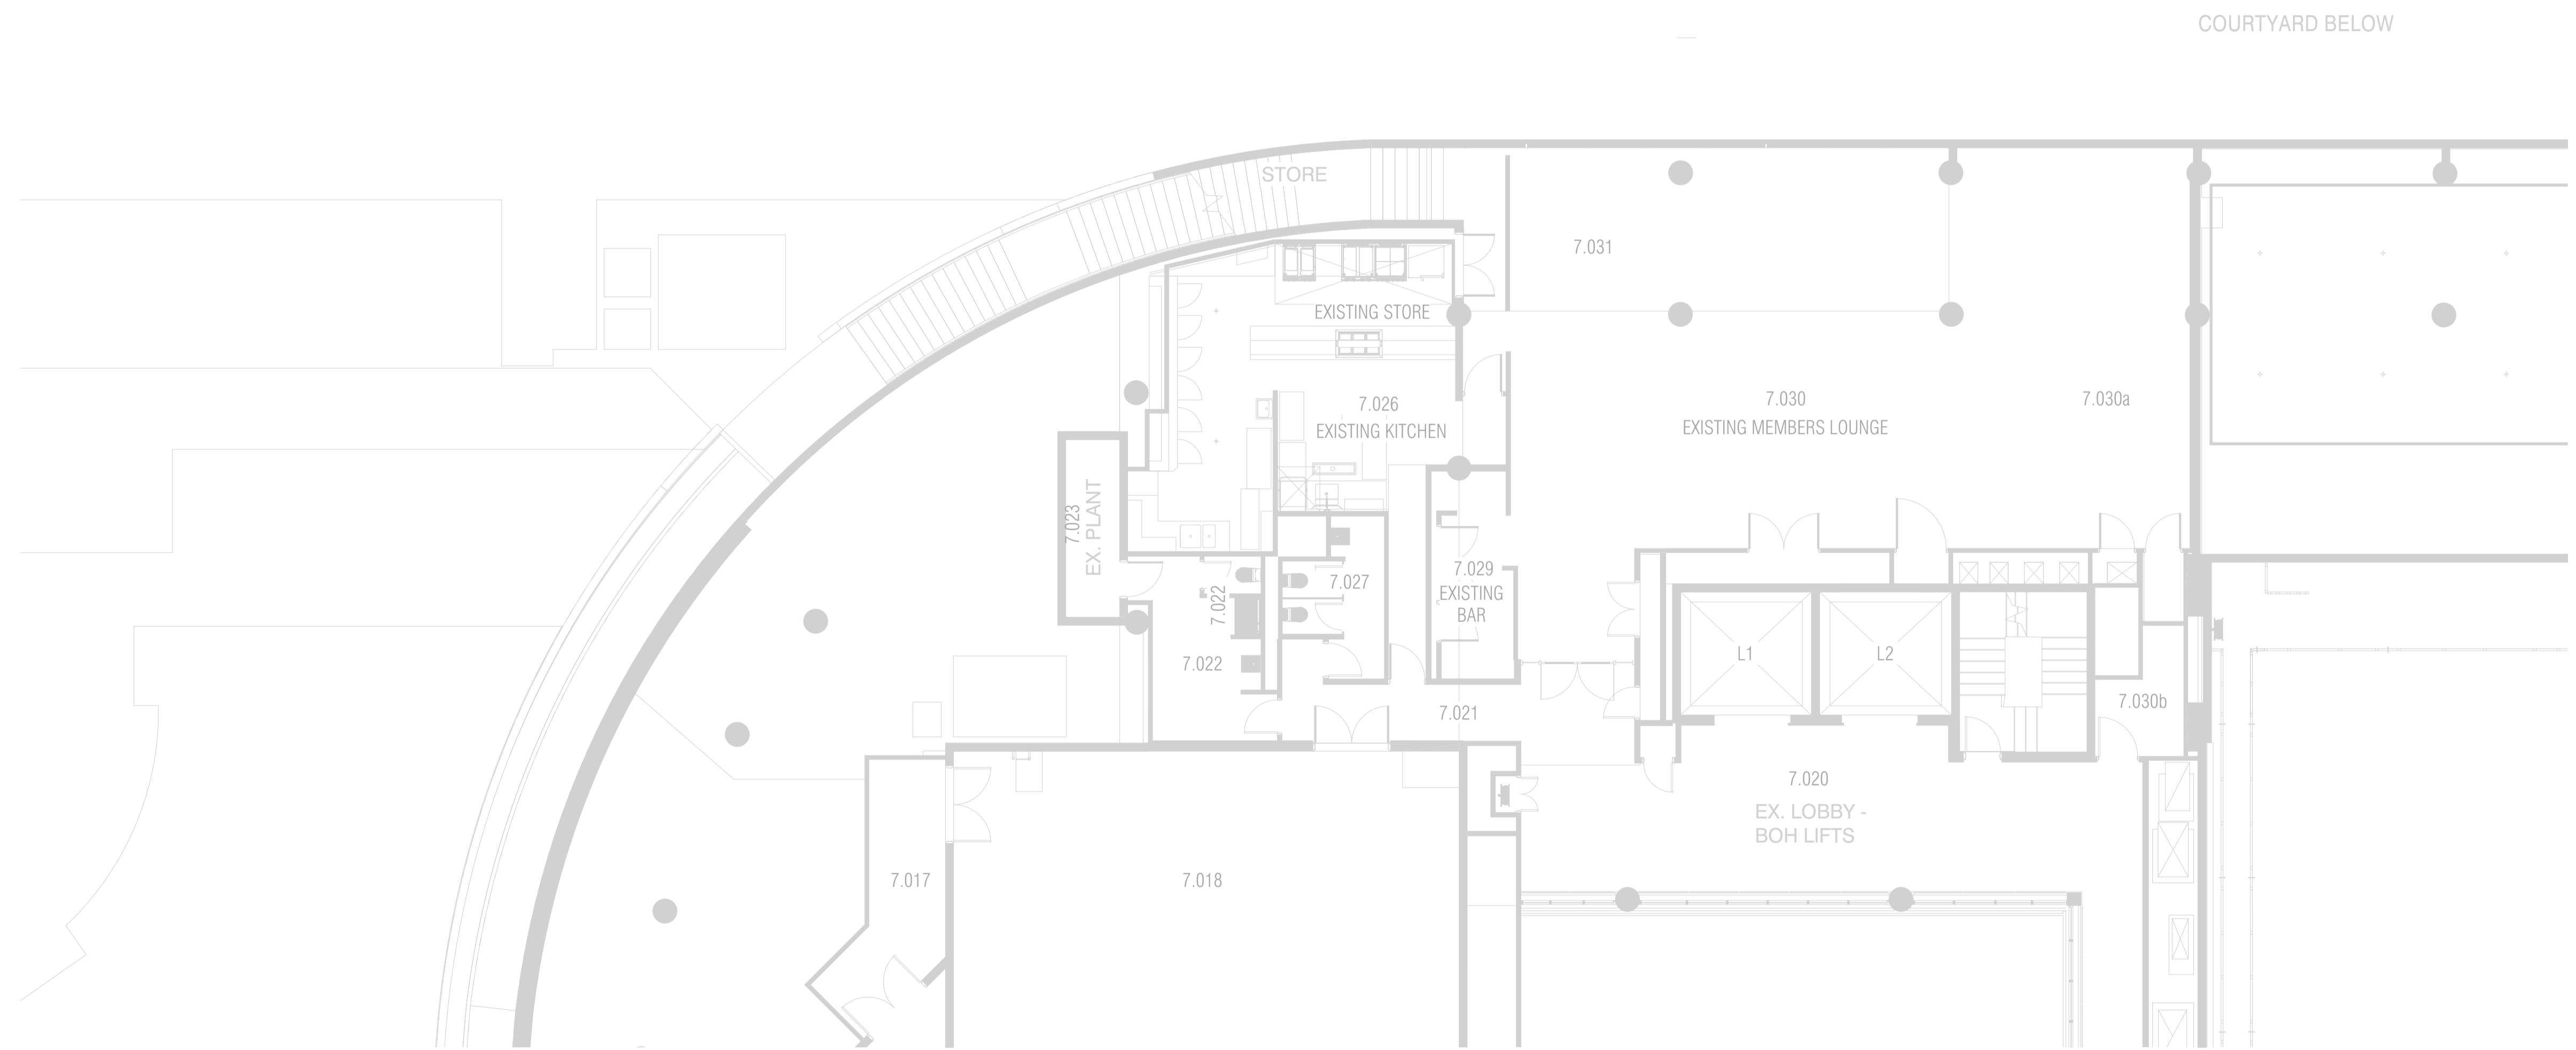 COURTYARD BELOW
STORE
7.031
EXISTING STORE
7.026
EXISTING KITCHEN
7.030
EXISTING MEMBERS LOUNGE
7.030a
7.023
EX. PLANT
7.022
7.027
7.029
EXISTING
BAR
7.022
L1
L2
7.030b
7.021
7.020
EX. LOBBY -
BOH LIFTS
7.017
7.018